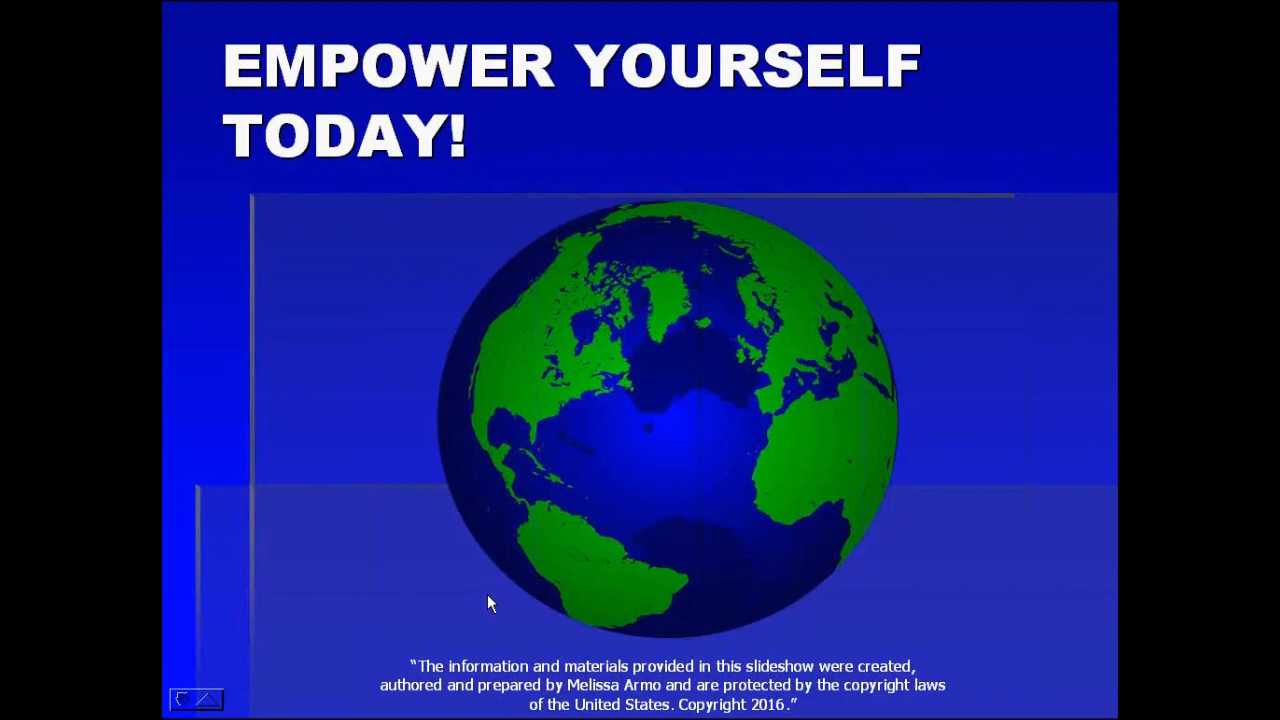 EMPOWER YOURSELF
TODAY!
“The information and materials provided in this slideshow were created,
authored and prepared by Melissa Armo and are protected by the copyright laws
of the United States. Copyright 2016.”